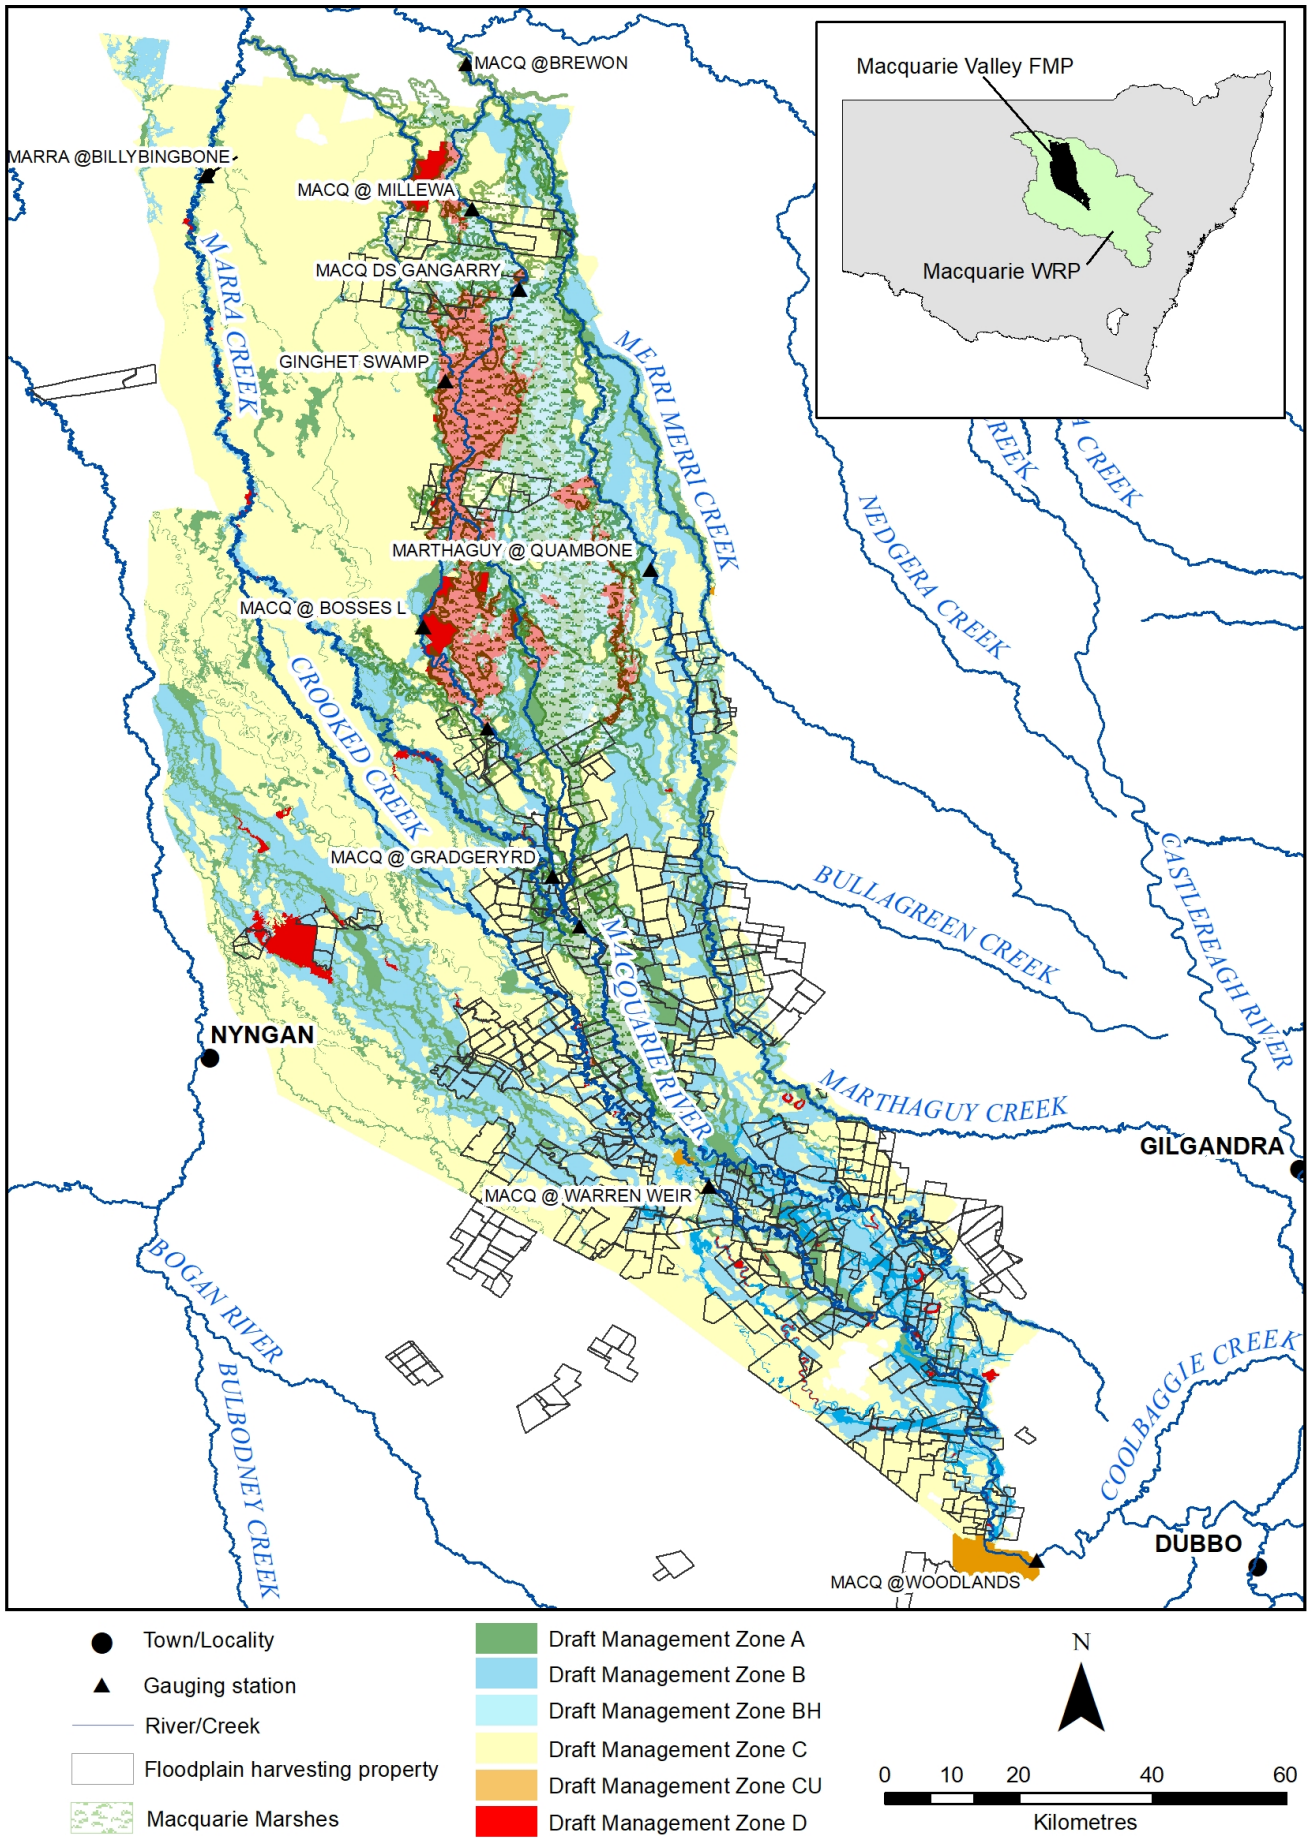 MACQ @BREWON
Macquarie Valley FMP
Macquarie WRP
MARRA @BILLYBINGBONE
MACQ @ MILLEWA
MARRA CREEK
MACQ DS GANGARRY
GINGHET SWAMP
MERRI MERRI CREEK
REEK
A CREEK
NEDGERA CREEK
MARTHAGUY @ QUAMBONE
MACQ @ BOSSES L
CROOKED CREEK
MACQ @ GRADGERYRD
BULLAGREEN CREEK
CASTLEREAGH RIVER
MACQUARIE RIVER
NYNGAN
MARTHAGUY CREEK
GILGANDRA
MACQ @ WARREN WEIR
BOGAN RIVER
BULBODNEY CREEK
COOLBAGGIE CREEK
DUBBO
MACQ @WOODLANDS
Town/Locality
Gauging station
River/Creek
Floodplain harvesting property
Macquarie Marshes
Draft Management Zone A
Draft Management Zone B
Draft Management Zone BH
Draft Management Zone C
Draft Management Zone CU
Draft Management Zone D
N
0 10 20 40 60
Kilometres